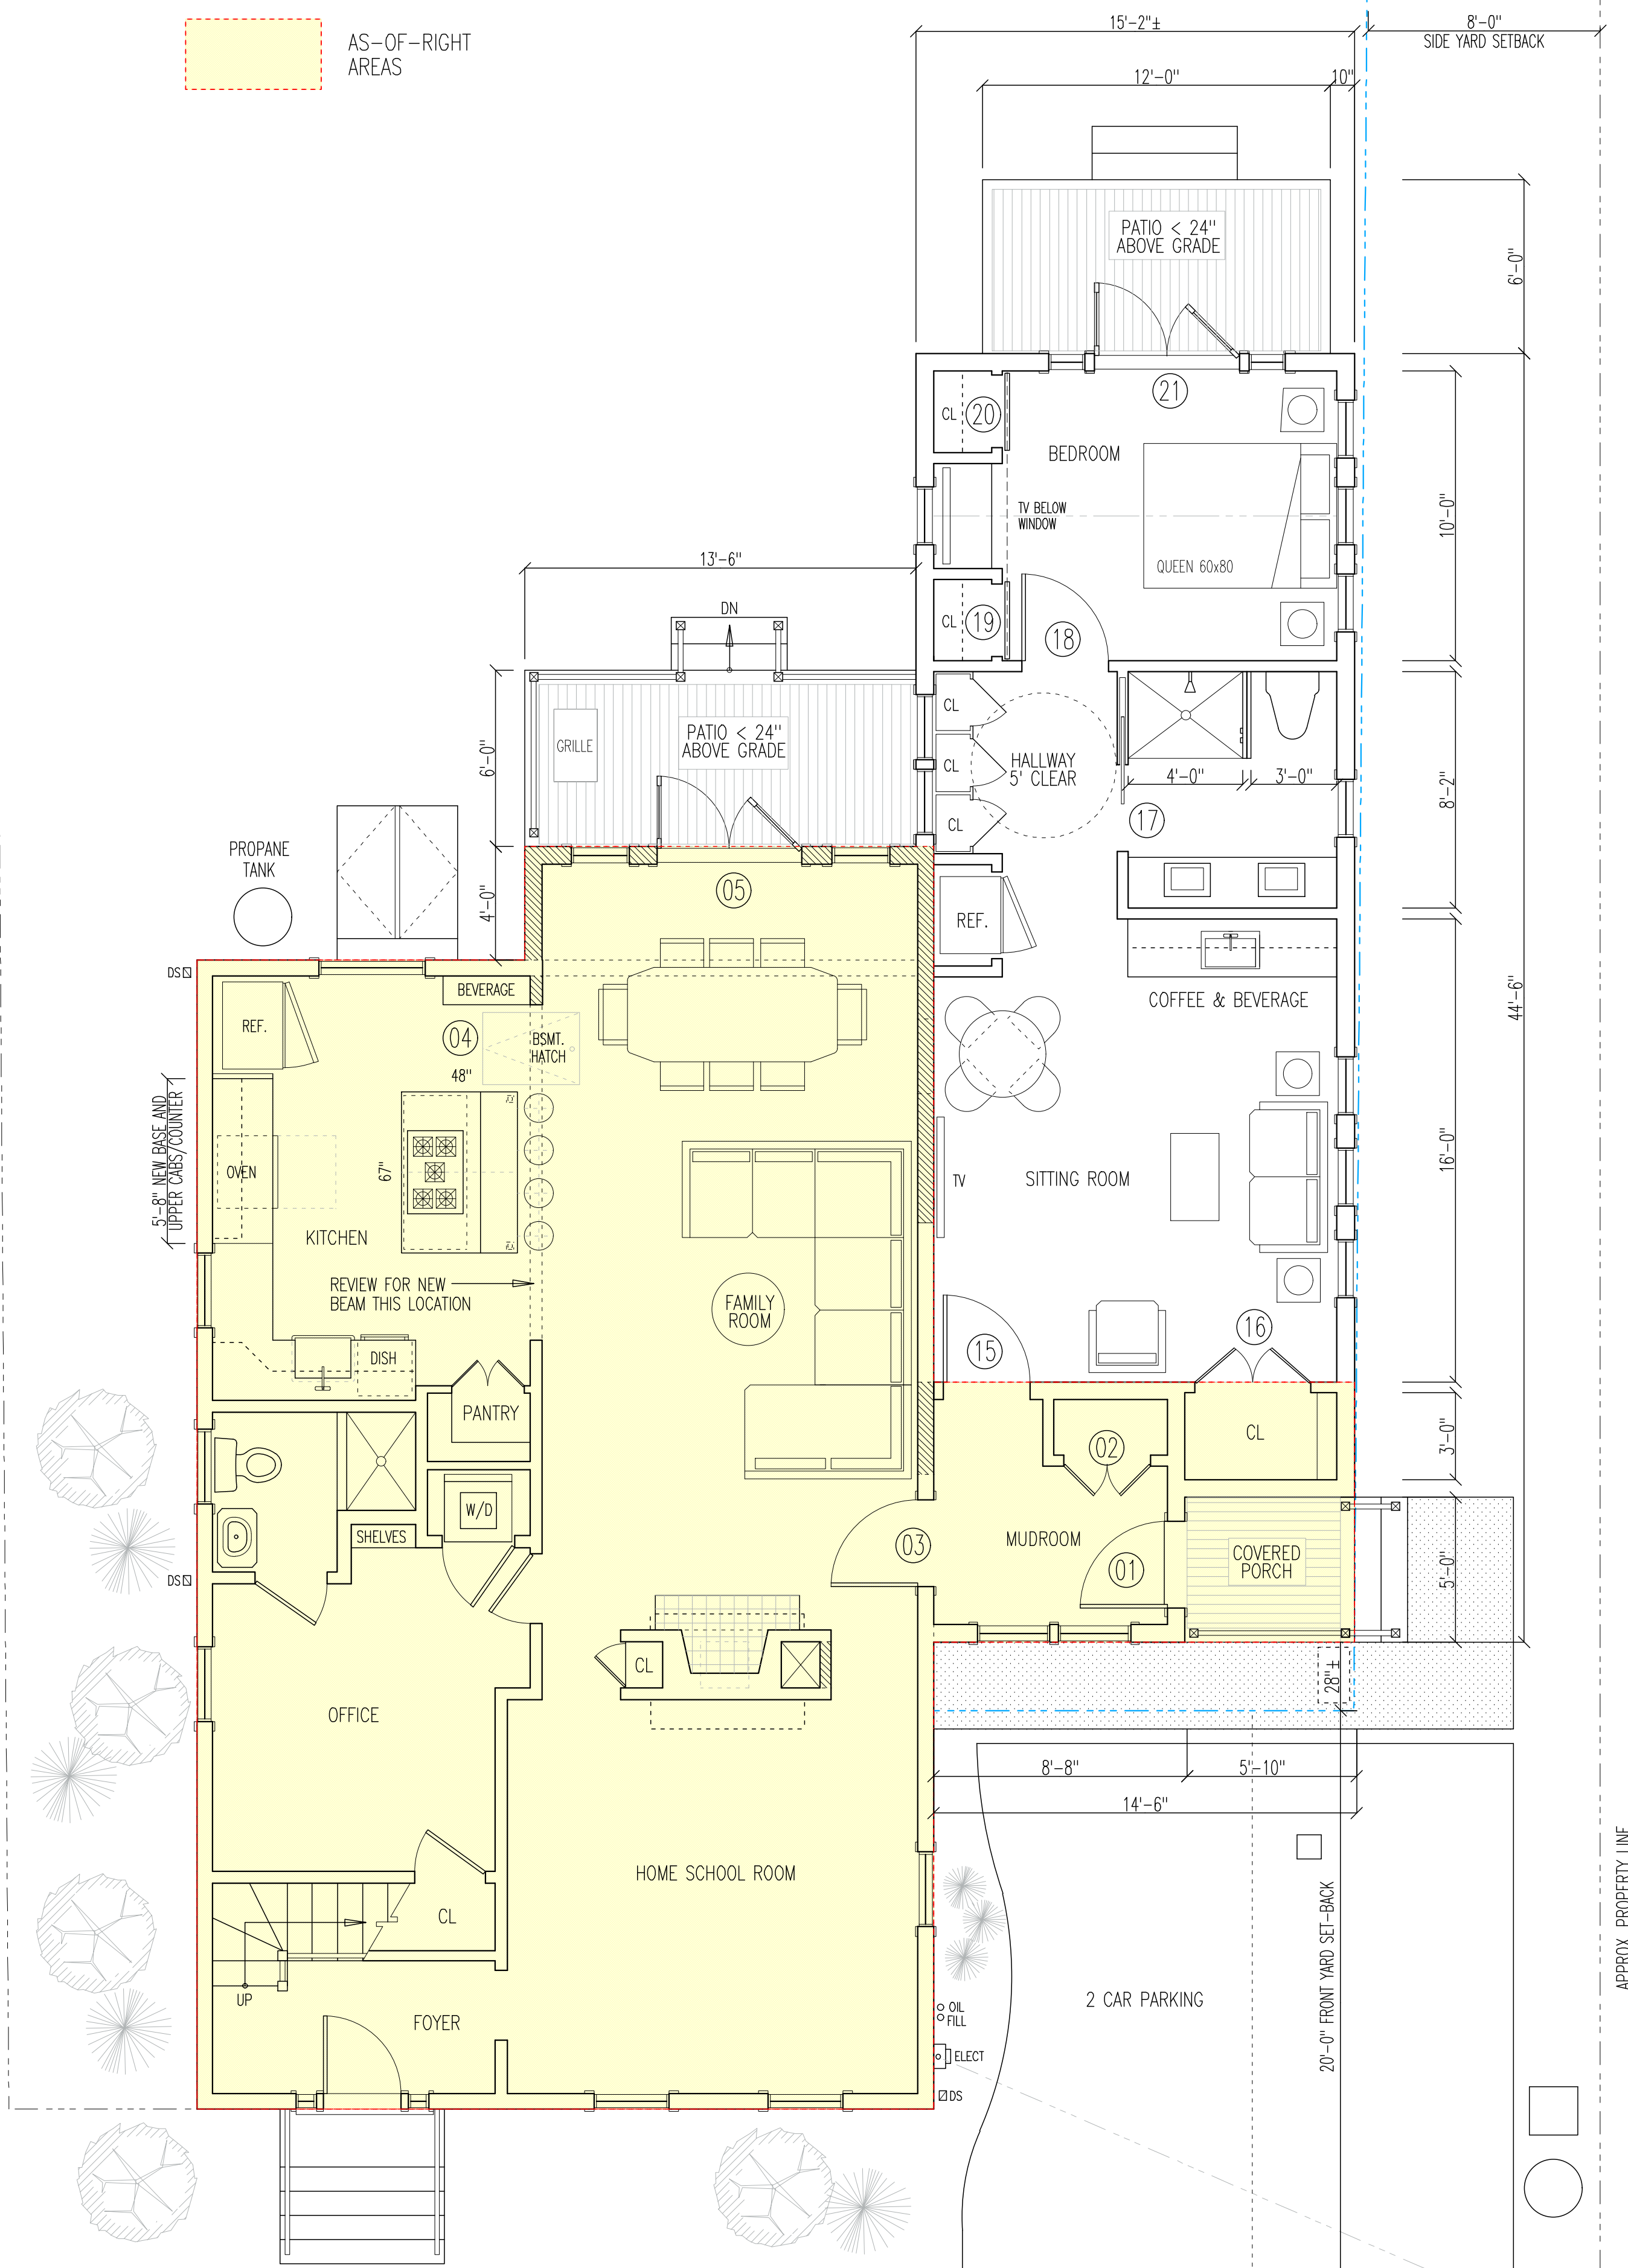 AS-OF-RIGHT
AREAS
15'-2"±
8'-0"
SIDE YARD SETBACK
12'-0"
10"
PATIO < 24"
ABOVE GRADE
6'-0"
21
CL
20
BEDROOM
TV BELOW
WINDOW
10'-0"
QUEEN 60x80
13'-6"
DN
CL
19
18
CL
GRILLE
PATIO < 24"
ABOVE GRADE
6'-0"
CL
HALLWAY
5' CLEAR
4'-0"
3'-0"
8'-2"
CL
17
PROPANE
TANK
4'-0"
05
REF.
DS
BEVERAGE
COFFEE & BEVERAGE
44'-6"
REF.
04
BSMT.
HATCH
48"
5'-8" NEW BASE AND
UPPER CABS/COUNTER
OVEN
67"
TV
SITTING ROOM
16'-0"
KITCHEN
REVIEW FOR NEW
BEAM THIS LOCATION
FAMILY
ROOM
16
15
DISH
PANTRY
02
CL
3'-0"
W/D
SHELVES
03
MUDROOM
01
COVERED
PORCH
5'-0"
DS
CL
28" ±
OFFICE
8'-8"
5'-10"
14'-6"
HOME SCHOOL ROOM
CL
20'-0" FRONT YARD SET-BACK
APPROX. PROPERTY LINE
UP
FOYER
2 CAR PARKING
OIL
FILL
ELECT
DS